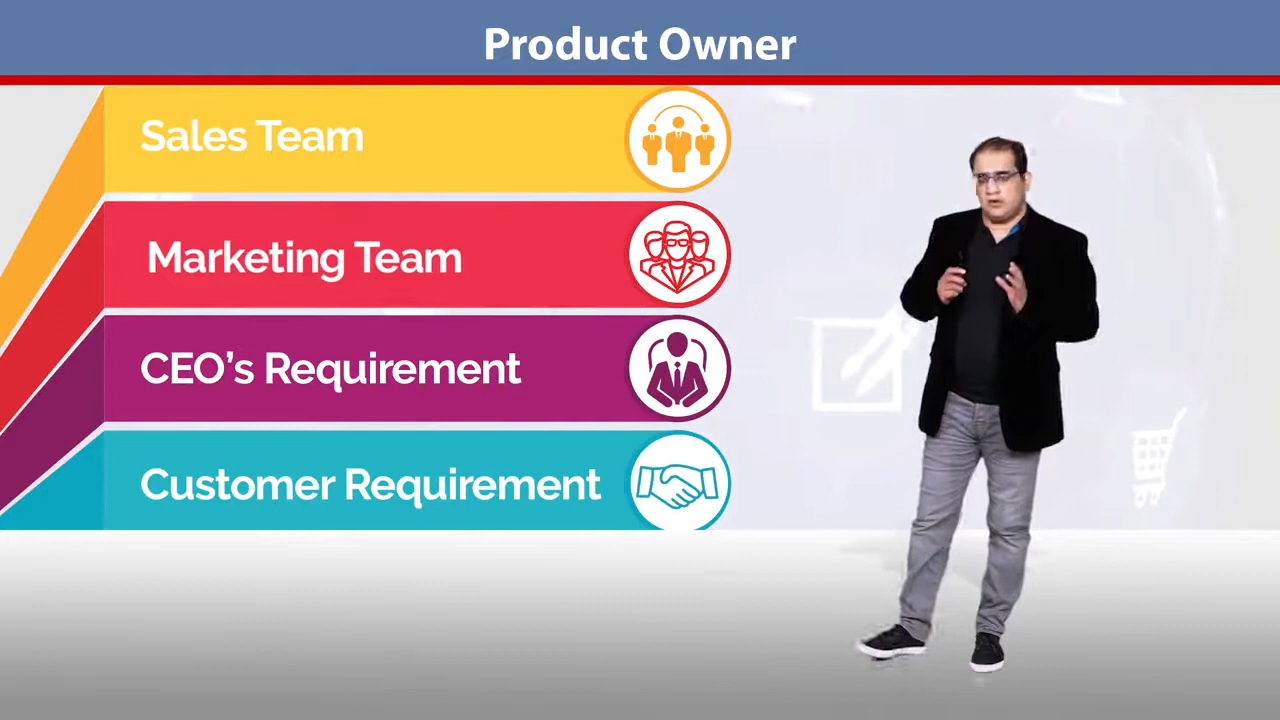 Product Owner
Sales Team
Marketing Team
CEO’s Requirement
Customer Requirement